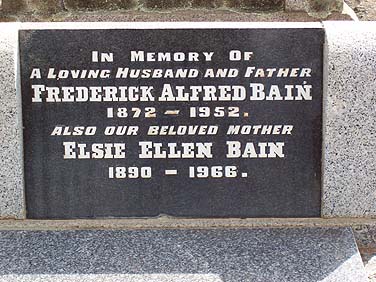 In Memory Of
A Loving Husband and Father
Frederick Alfred Bain
1872 – 1952.
Also our beloved Mother
Elsie Ellen Bain
1890 – 1966.